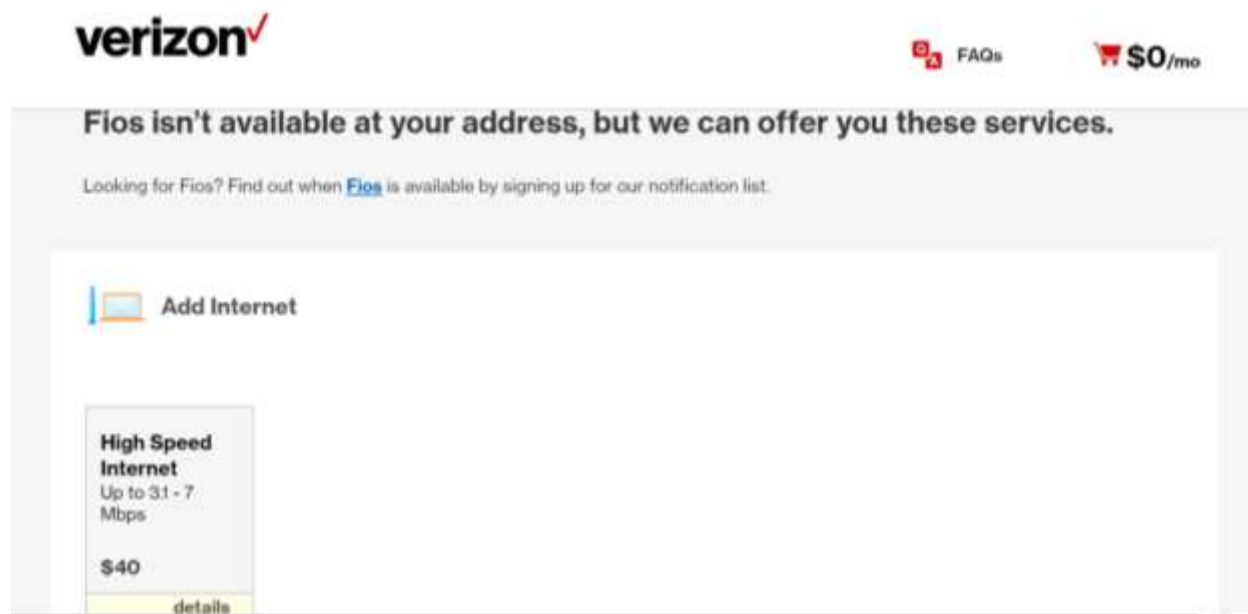 verizon
FAQs
$0/mo
Fios isn't available at your address, but we can offer you these services.
Looking for Fios? Find out when Fios is available by signing up for our notification list.
Add Internet
High Speed
Internet
Up to 3.1 - 7
Mbps
$40
details